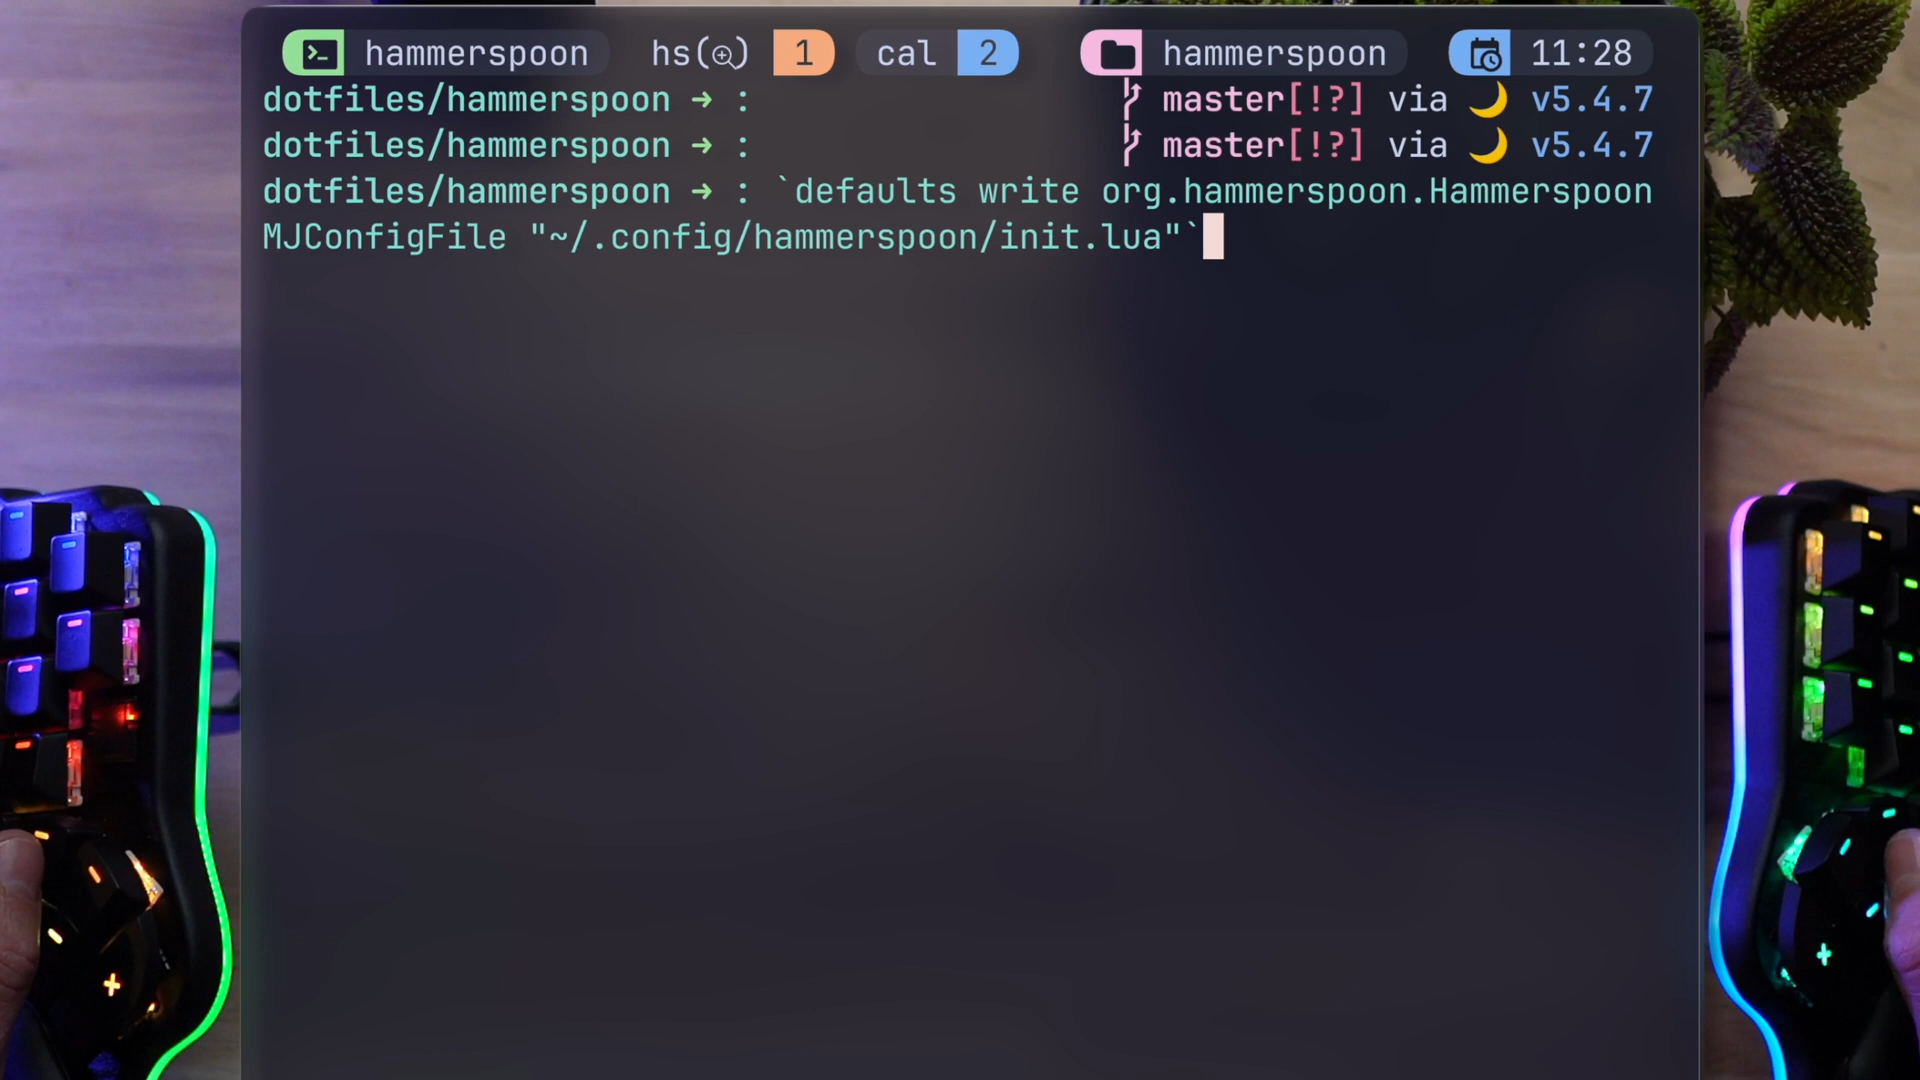 hammerspoon hs(🔍) 1 cal 2 hammerspoon 11:28
dotfiles/hammerspoon → : master[!?] via 🌙 v5.4.7
dotfiles/hammerspoon → : master[!?] via 🌙 v5.4.7
dotfiles/hammerspoon → : `defaults write org.hammerspoon.Hammerspoon
MJConfigFile "~/.config/hammerspoon/init.lua"`